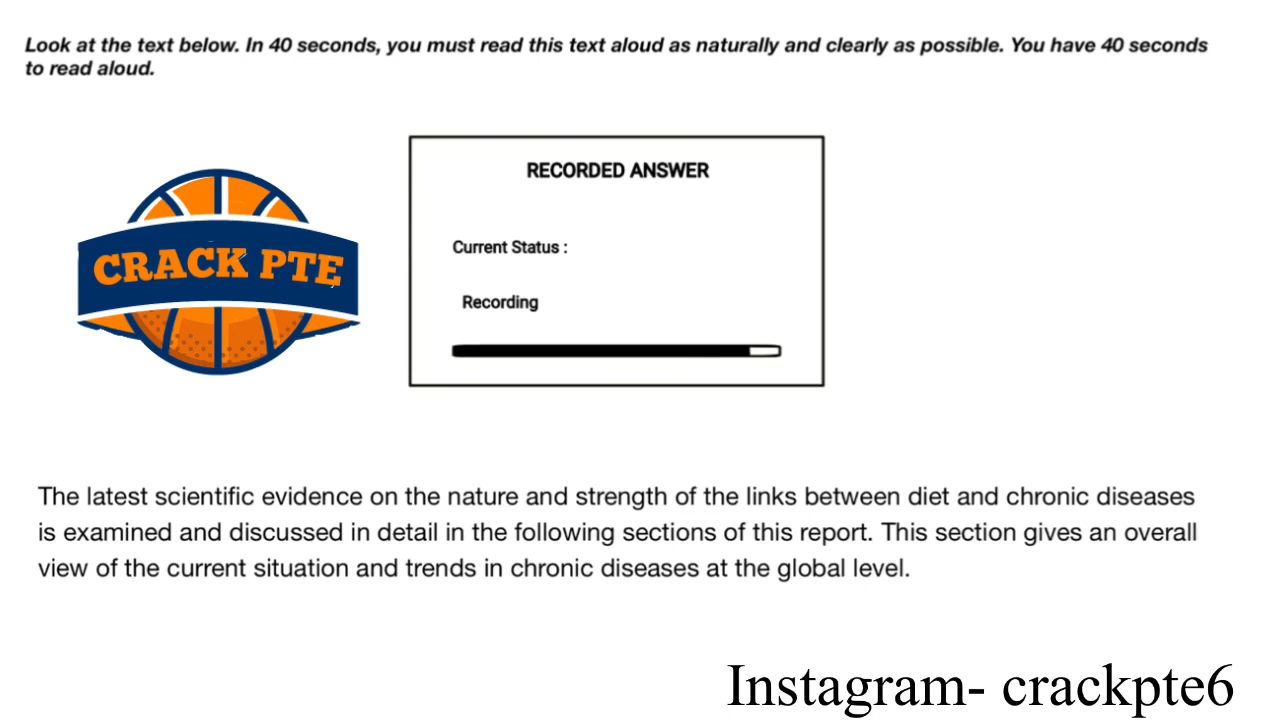 Look at the text below. In 40 seconds, you must read this text aloud as naturally and clearly as possible. You have 40 seconds
to read aloud.
RECORDED ANSWER
CRACK PTE
Current Status :
Recording
The latest scientific evidence on the nature and strength of the links between diet and chronic diseases
is examined and discussed in detail in the following sections of this report. This section gives an overall
view of the current situation and trends in chronic diseases at the global level.
Instagram- crackpte6